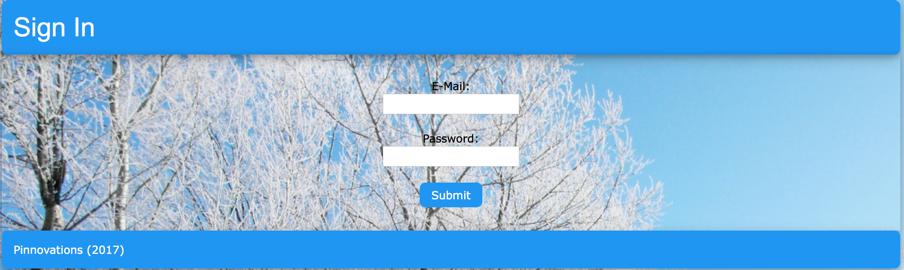 Sign In
E-Mail:
Password:
Submit
Pinnovations (2017)